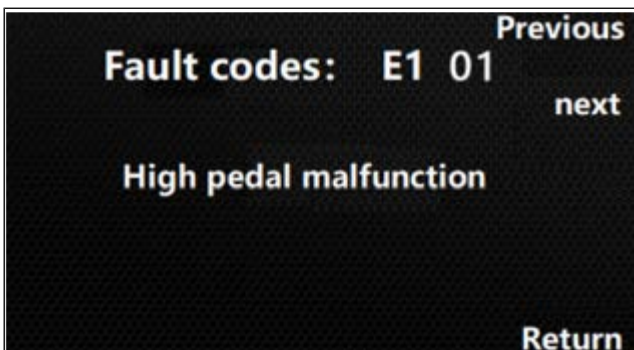 Previous
Fault codes: E1 01
next
High pedal malfunction
Return